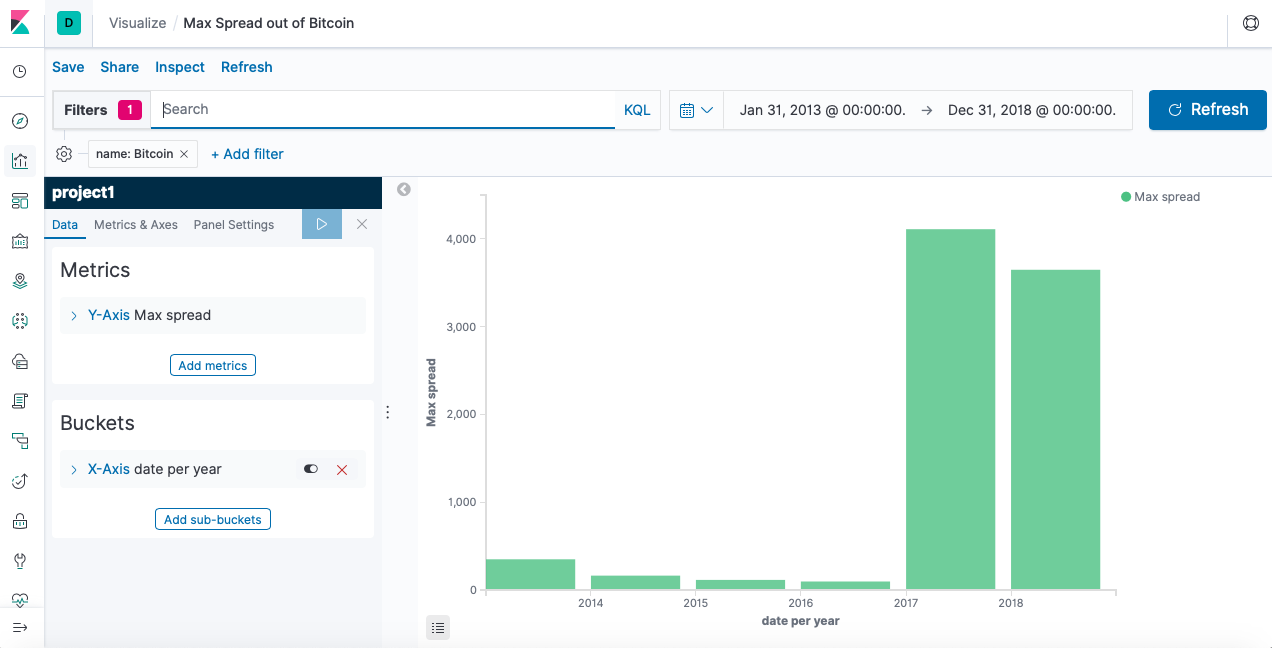 D Visualize / Max Spread out of Bitcoin
Save Share Inspect Refresh
Filters 1 Search KQL Jan 31, 2013 @ 00:00:00. → Dec 31, 2018 @ 00:00:00. Refresh
name: Bitcoin × + Add filter
project1
Data Metrics & Axes Panel Settings
Metrics
Y-Axis Max spread
Add metrics
Buckets
X-Axis date per year
Add sub-buckets
Max spread
4,000
3,000
2,000
1,000
0
Max spread
2014 2015 2016 2017 2018
date per year